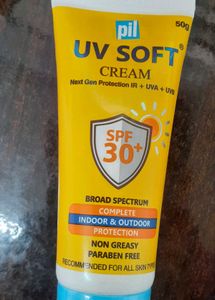 pil
50g
UV SOFT®
CREAM
Next Gen Protection IR + UVA + UVB
SPF
30+
BROAD SPECTRUM
COMPLETE
INDOOR & OUTDOOR
PROTECTION
NON GREASY
PARABEN FREE
RECOMMENDED FOR ALL SKIN TYPE